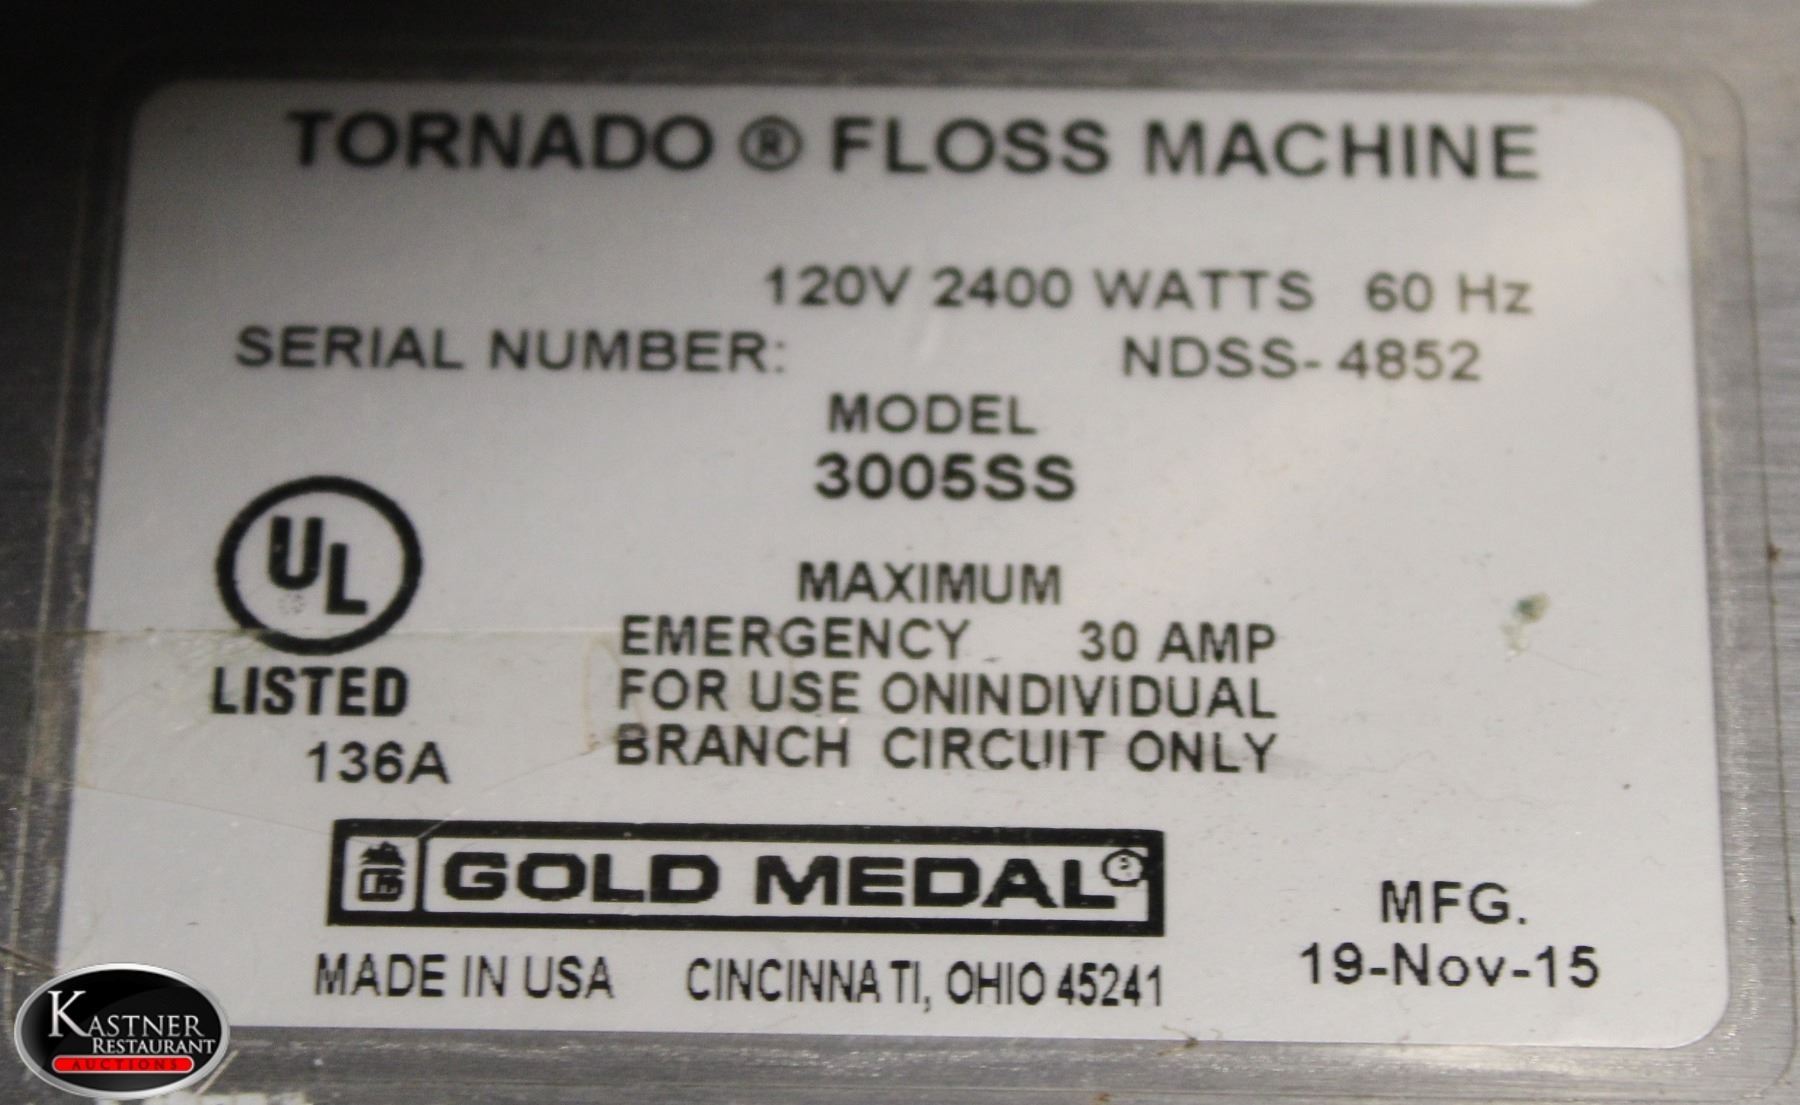 TORNADO ® FLOSS MACHINE
120V 2400 WATTS 60 Hz
SERIAL NUMBER: NDSS-4852
MODEL
3005SS
UL
LISTED
136A
MAXIMUM
EMERGENCY 30 AMP
FOR USE ONINDIVIDUAL
BRANCH CIRCUIT ONLY
GOLD MEDAL®
MFG.
19-Nov-15
MADE IN USA CINCINNATI, OHIO 45241
KASTNER
RESTAURANT
AUCTIONS